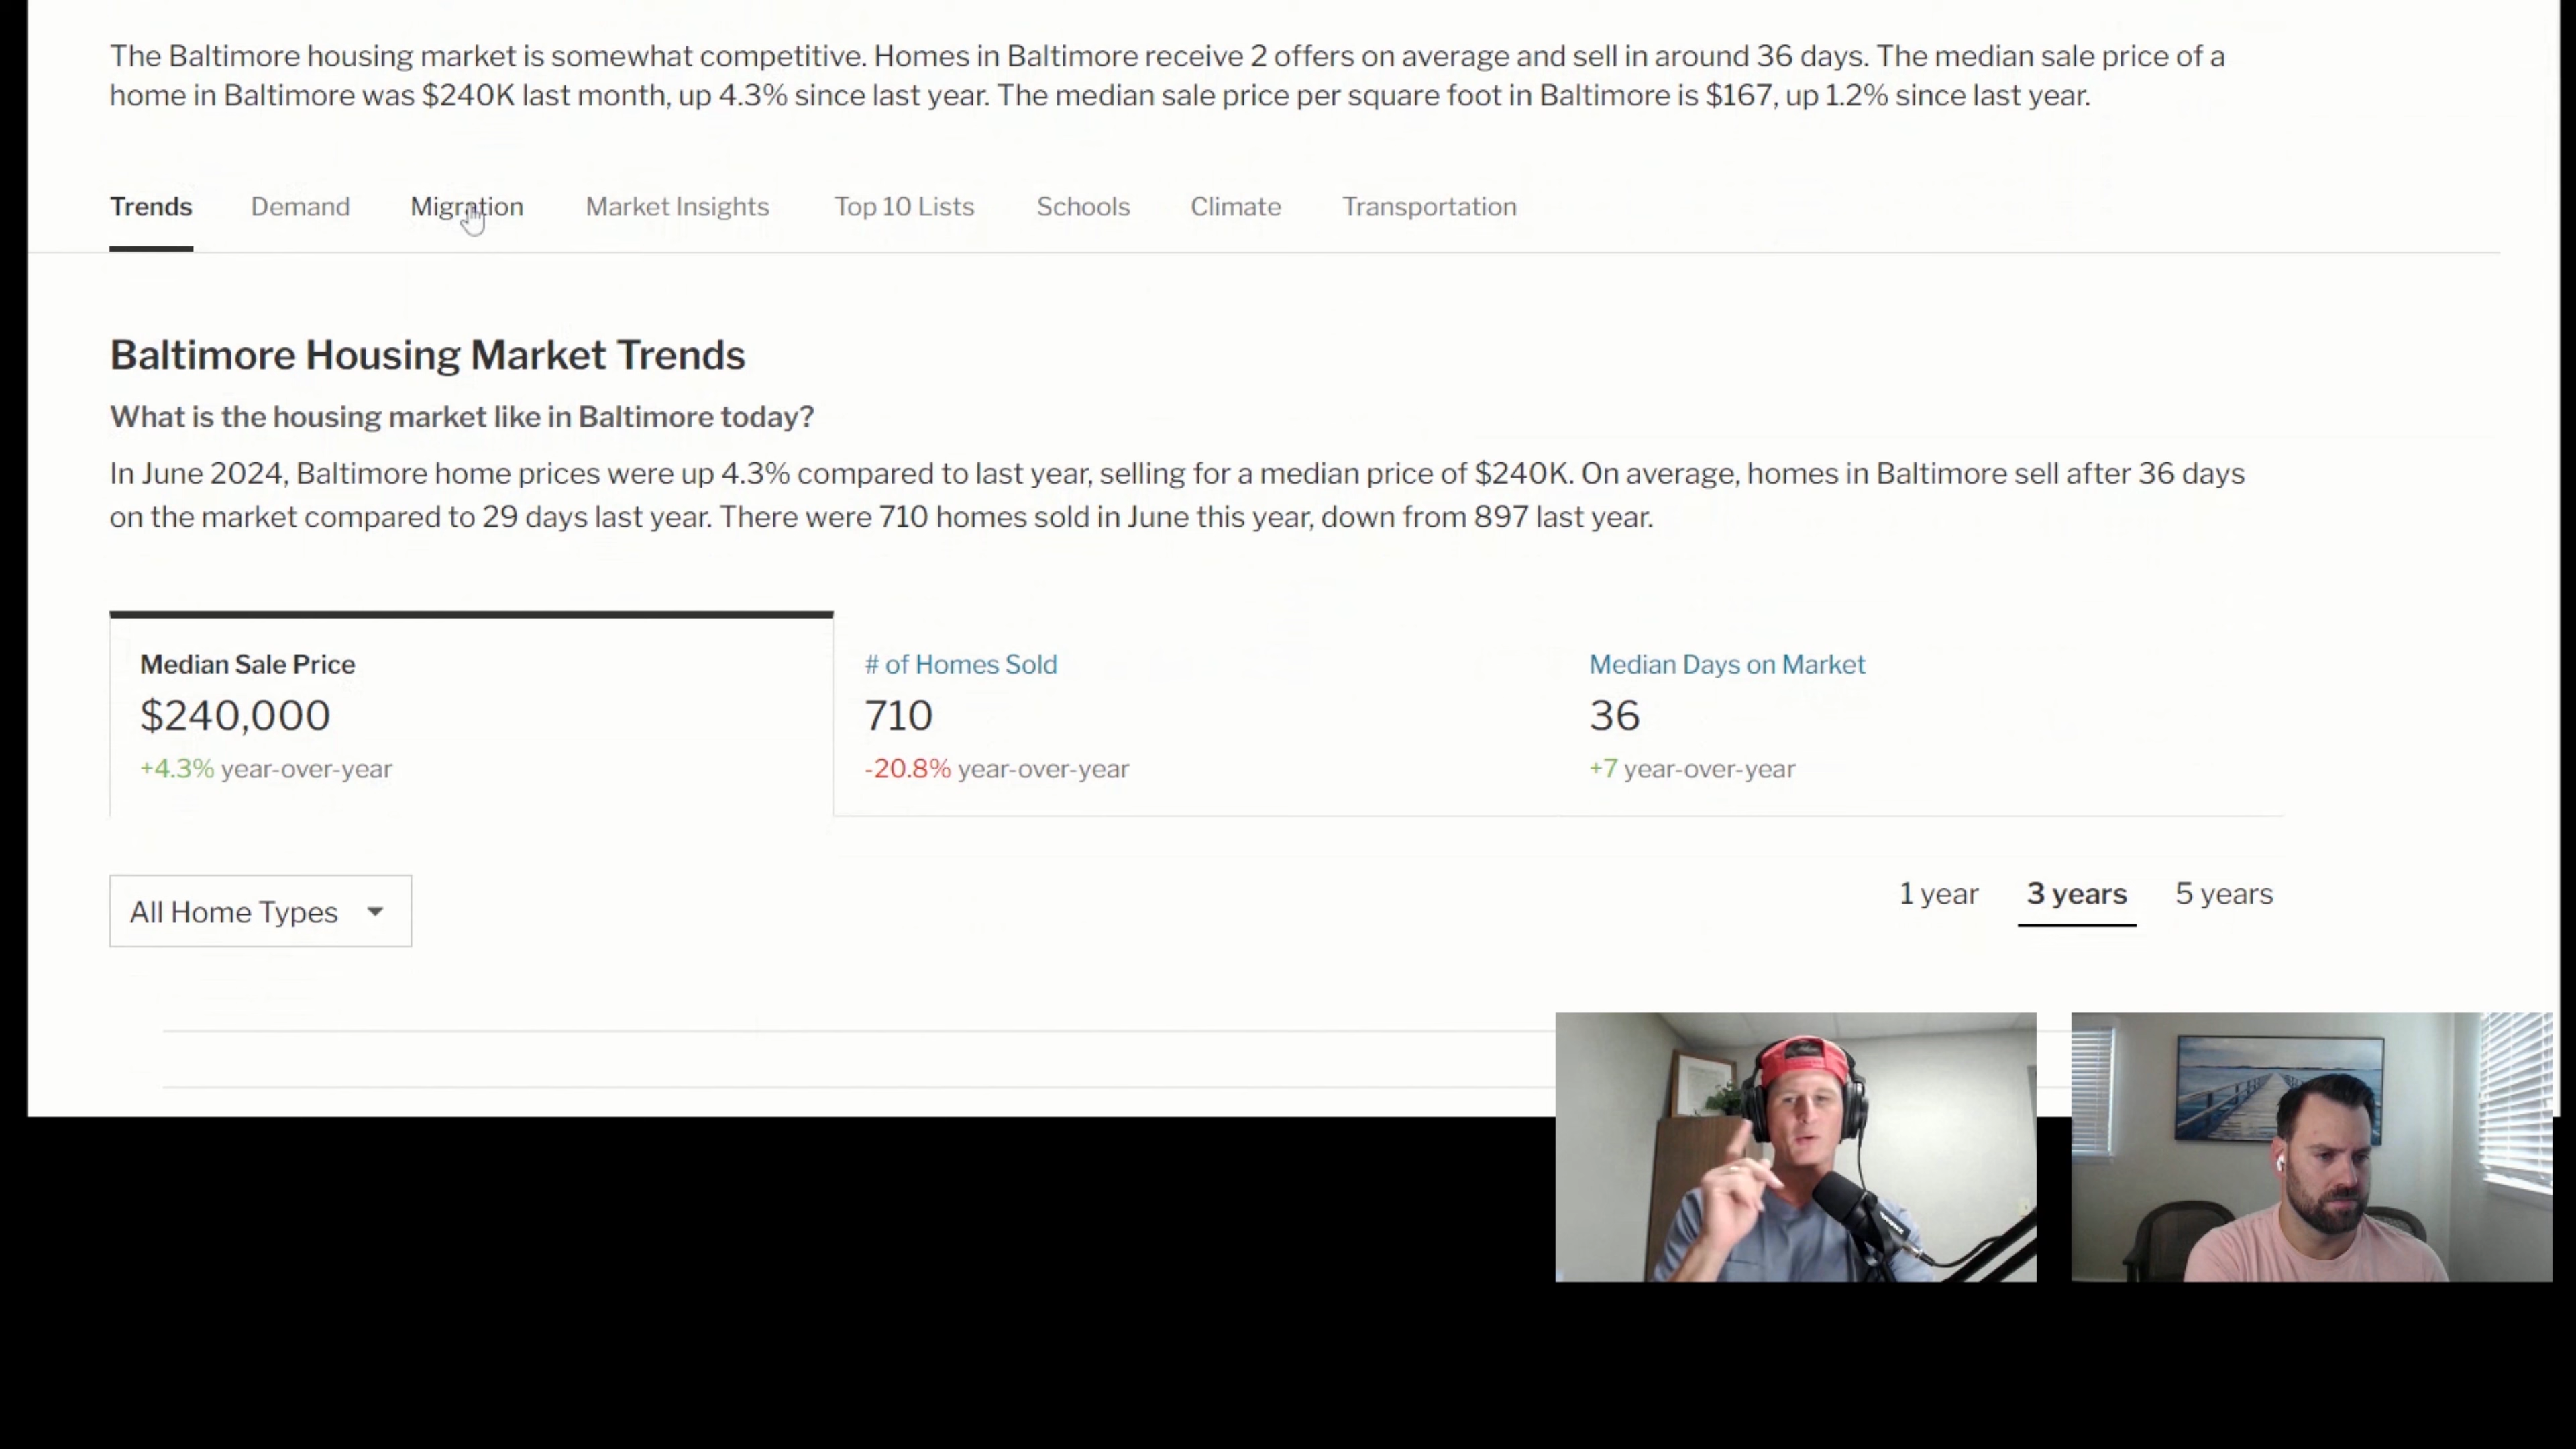 The Baltimore housing market is somewhat competitive. Homes in Baltimore receive 2 offers on average and sell in around 36 days. The median sale price of a
home in Baltimore was $240K last month, up 4.3% since last year. The median sale price per square foot in Baltimore is $167, up 1.2% since last year.
Trends Demand Migration Market Insights Top 10 Lists Schools Climate Transportation
Baltimore Housing Market Trends
What is the housing market like in Baltimore today?
In June 2024, Baltimore home prices were up 4.3% compared to last year, selling for a median price of $240K. On average, homes in Baltimore sell after 36 days
on the market compared to 29 days last year. There were 710 homes sold in June this year, down from 897 last year.
Median Sale Price # of Homes Sold Median Days on Market
$240,000 710 36
+4.3% year-over-year -20.8% year-over-year +7 year-over-year
All Home Types 1 year 3 years 5 years